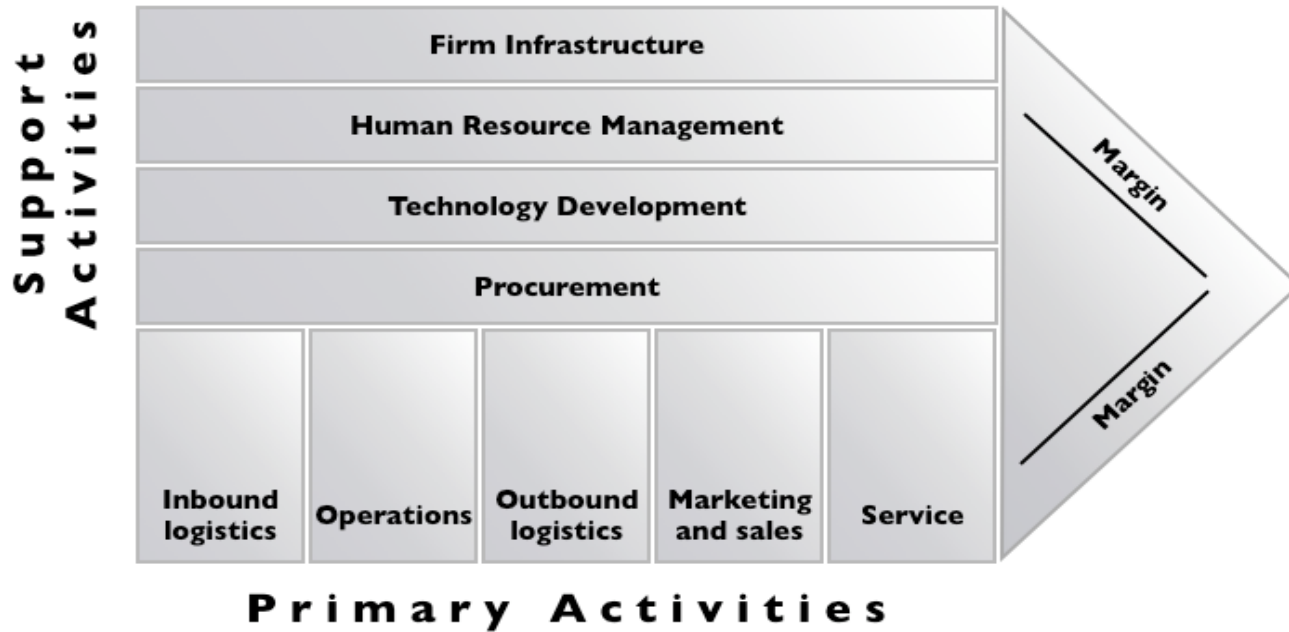 Support
Activities
Firm Infrastructure
Human Resource Management
Technology Development
Procurement
Inbound
logistics
Operations
Outbound
logistics
Marketing
and sales
Service
Margin
Margin
Primary Activities